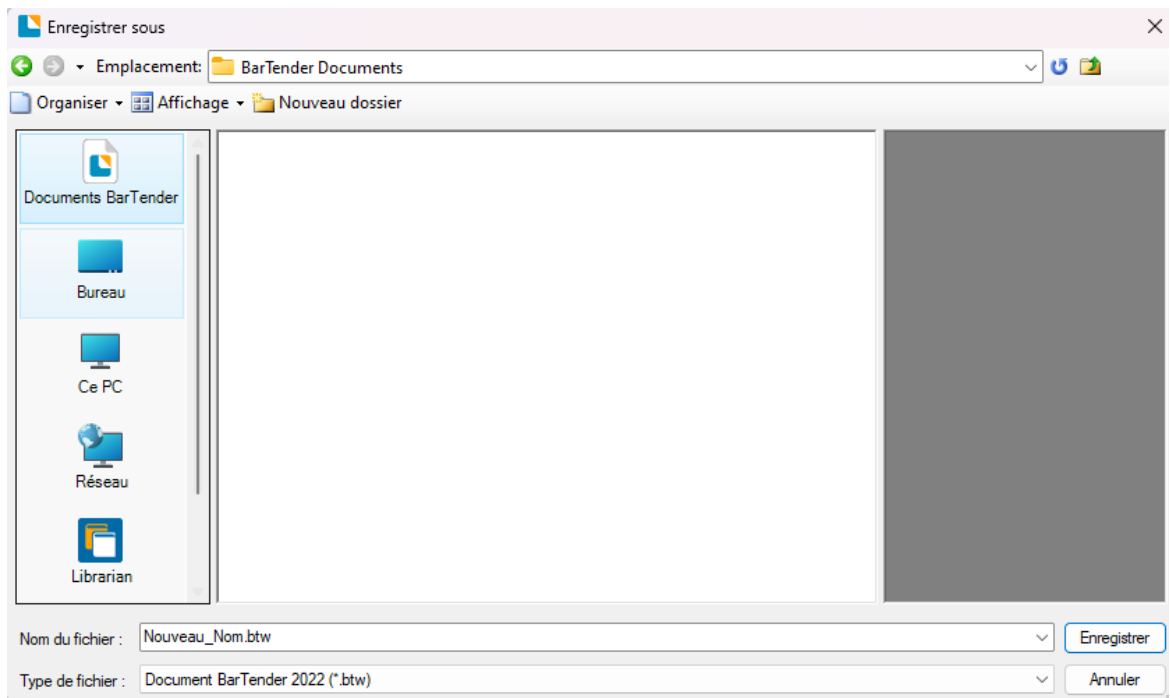 Enregistrer sous
Emplacement: BarTender Documents
Organiser Affichage Nouveau dossier
Documents BarTender
Bureau
Ce PC
Réseau
Librarian
Nom du fichier : Nouveau_Nom.btw Enregistrer
Type de fichier : Document BarTender 2022 (*.btw) Annuler